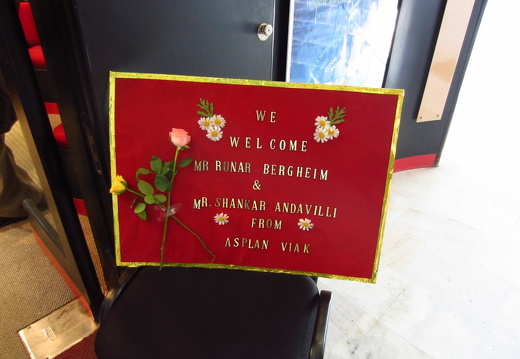 WE
WELCOME
MR RUNAR BERGHEIM
&
MR. SHANKAR ANDAVILLI
FROM
ASPLAN VIAK